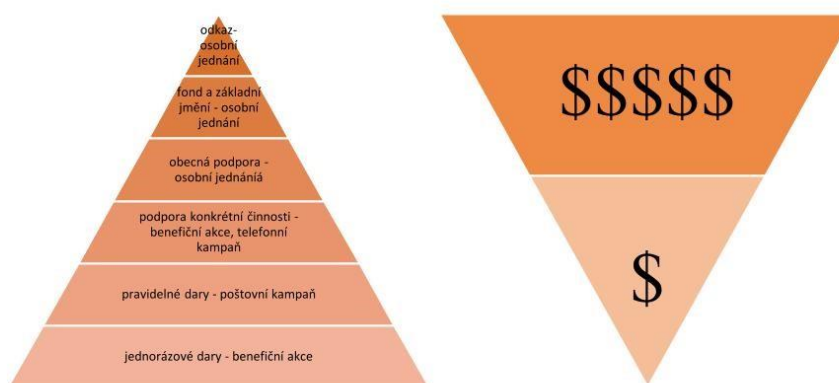 odkaz-
osobní
jednání
fond a základní
jmění - osobní
jednání
obecná podpora -
osobní jednáníá
podpora konkrétní činnosti -
benefiční akce, telefonní
kampaň
pravidelné dary - poštovní kampaň
jednorázové dary - benefiční akce
$$$$$
$